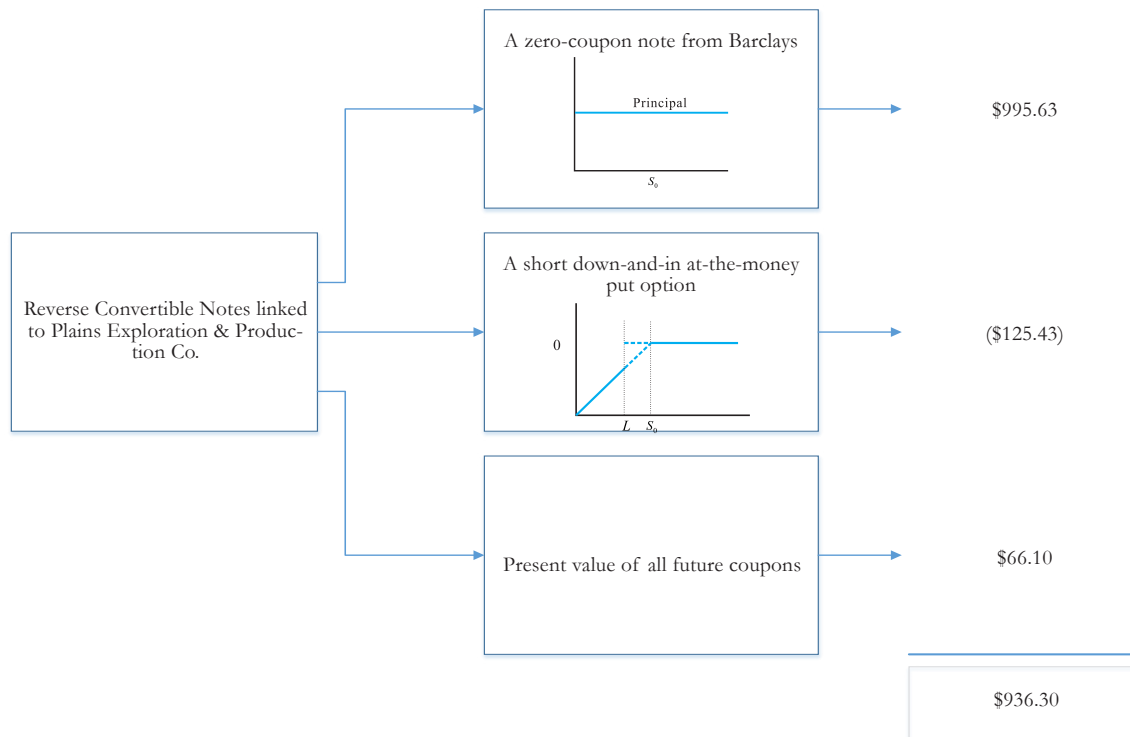 A zero-coupon note from Barclays
Principal
S₀
$995.63
Reverse Convertible Notes linked
to Plains Exploration & Produc-
tion Co.
A short down-and-in at-the-money
put option
0
L S₀
($125.43)
Present value of all future coupons
$66.10
$936.30